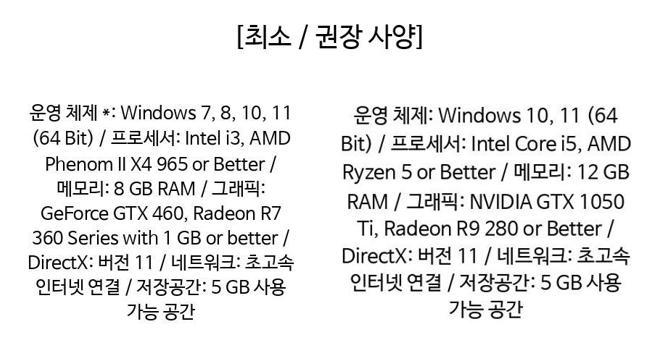 [최소 / 권장 사양]
운영 체제 *: Windows 7, 8, 10, 11
(64 Bit) / 프로세서: Intel i3, AMD
Phenom II X4 965 or Better /
메모리: 8 GB RAM / 그래픽:
GeForce GTX 460, Radeon R7
360 Series with 1 GB or better /
DirectX: 버전 11 / 네트워크: 초고속
인터넷 연결 / 저장공간: 5 GB 사용
가능 공간
운영 체제: Windows 10, 11 (64
Bit) / 프로세서: Intel Core i5, AMD
Ryzen 5 or Better / 메모리: 12 GB
RAM / 그래픽: NVIDIA GTX 1050
Ti, Radeon R9 280 or Better /
DirectX: 버전 11 / 네트워크: 초고속
인터넷 연결 / 저장공간: 5 GB 사용
가능 공간